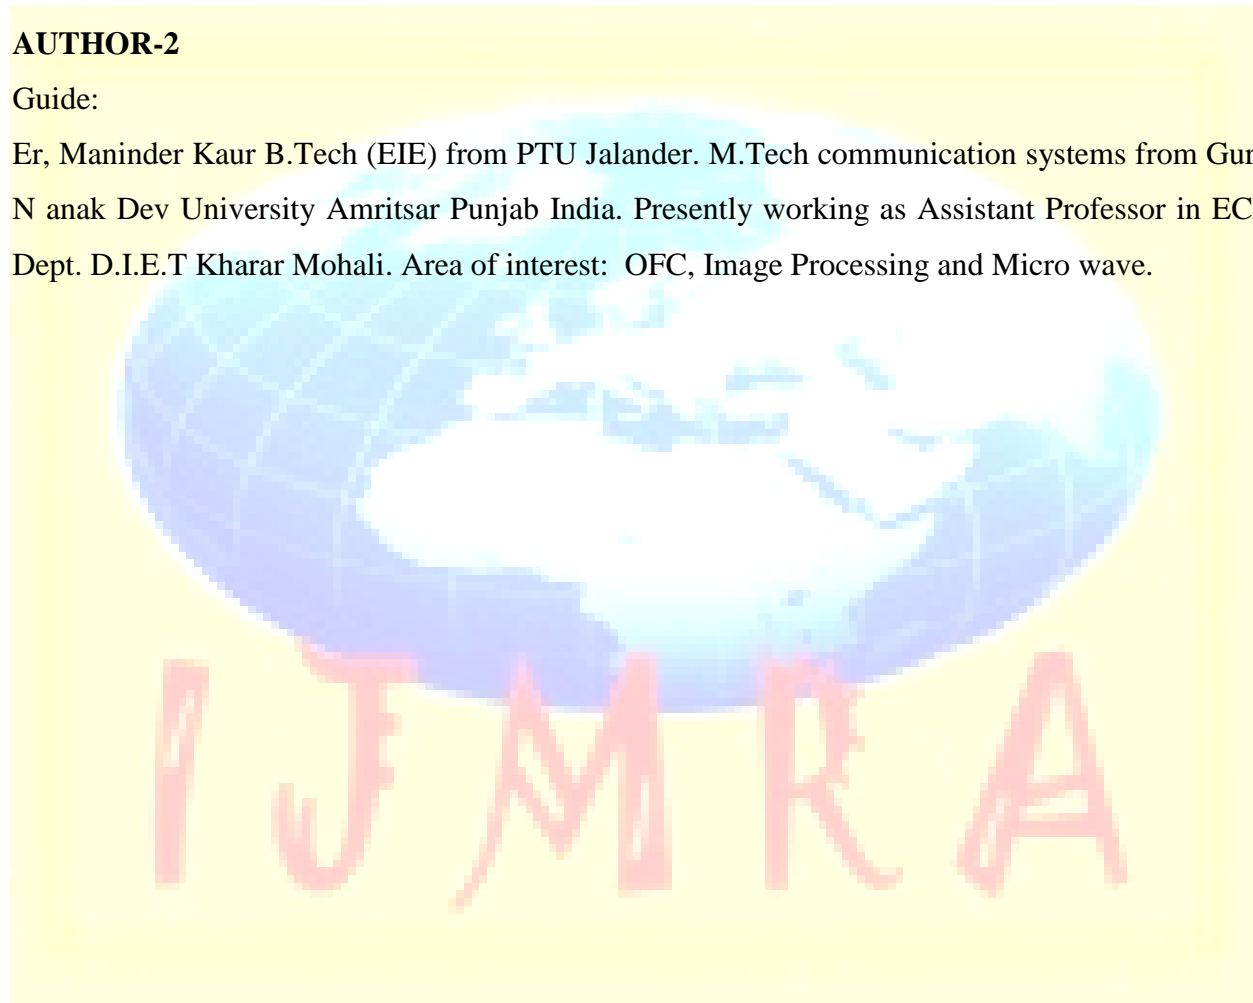 AUTHOR-2
Guide:
Er, Maninder Kaur B.Tech (EIE) from PTU Jalander. M.Tech communication systems from Gur
N anak Dev University Amritsar Punjab India. Presently working as Assistant Professor in EC
Dept. D.I.E.T Kharar Mohali. Area of interest:  OFC, Image Processing and Micro wave.
IJMRA